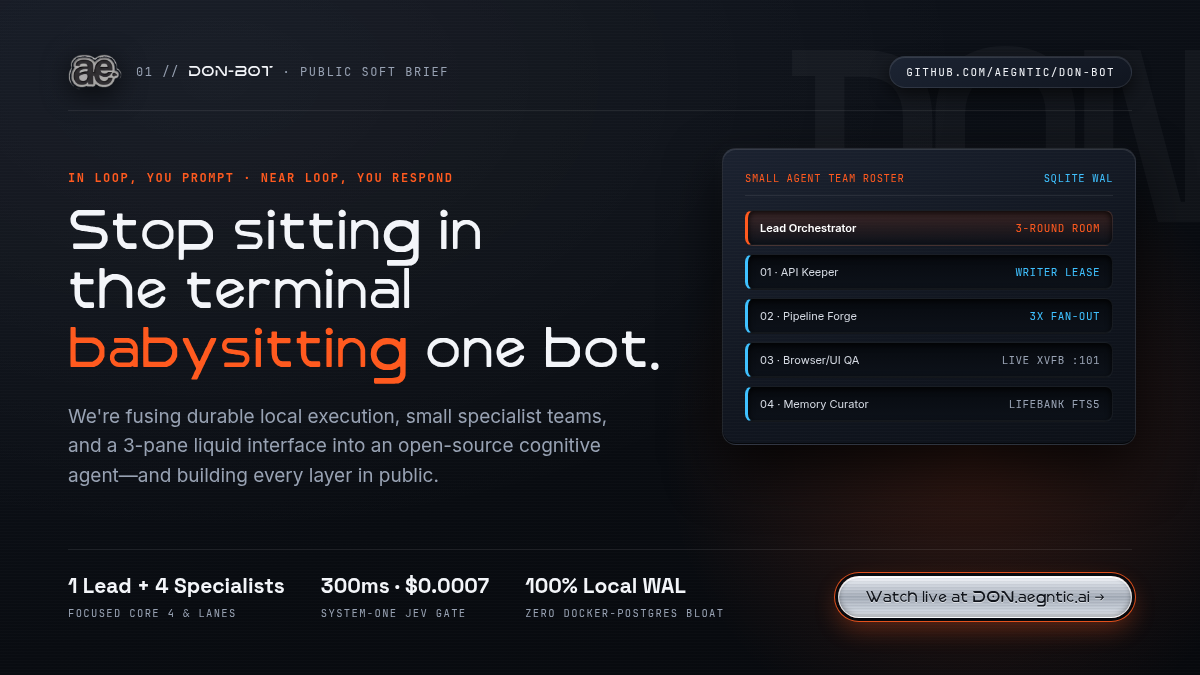 ae
01 // DON-BOT · PUBLIC SOFT BRIEF
GITHUB.COM/AEGNTIC/DON-BOT
DON
IN LOOP, YOU PROMPT · NEAR LOOP, YOU RESPOND
Stop sitting in
the terminal
babysitting one bot.
We're fusing durable local execution, small specialist teams,
and a 3-pane liquid interface into an open-source cognitive
agent—and building every layer in public.
SMALL AGENT TEAM ROSTER
SQLITE WAL
Lead Orchestrator
3-ROUND ROOM
01 · API Keeper
WRITER LEASE
02 · Pipeline Forge
3X FAN-OUT
03 · Browser/UI QA
LIVE XVFB :101
04 · Memory Curator
LIFEBANK FTS5
1 Lead + 4 Specialists
FOCUSED CORE 4 & LANES
300ms · $0.0007
SYSTEM-ONE JEV GATE
100% Local WAL
ZERO DOCKER-POSTGRES BLOAT
Watch live at DON.aegntic.ai →